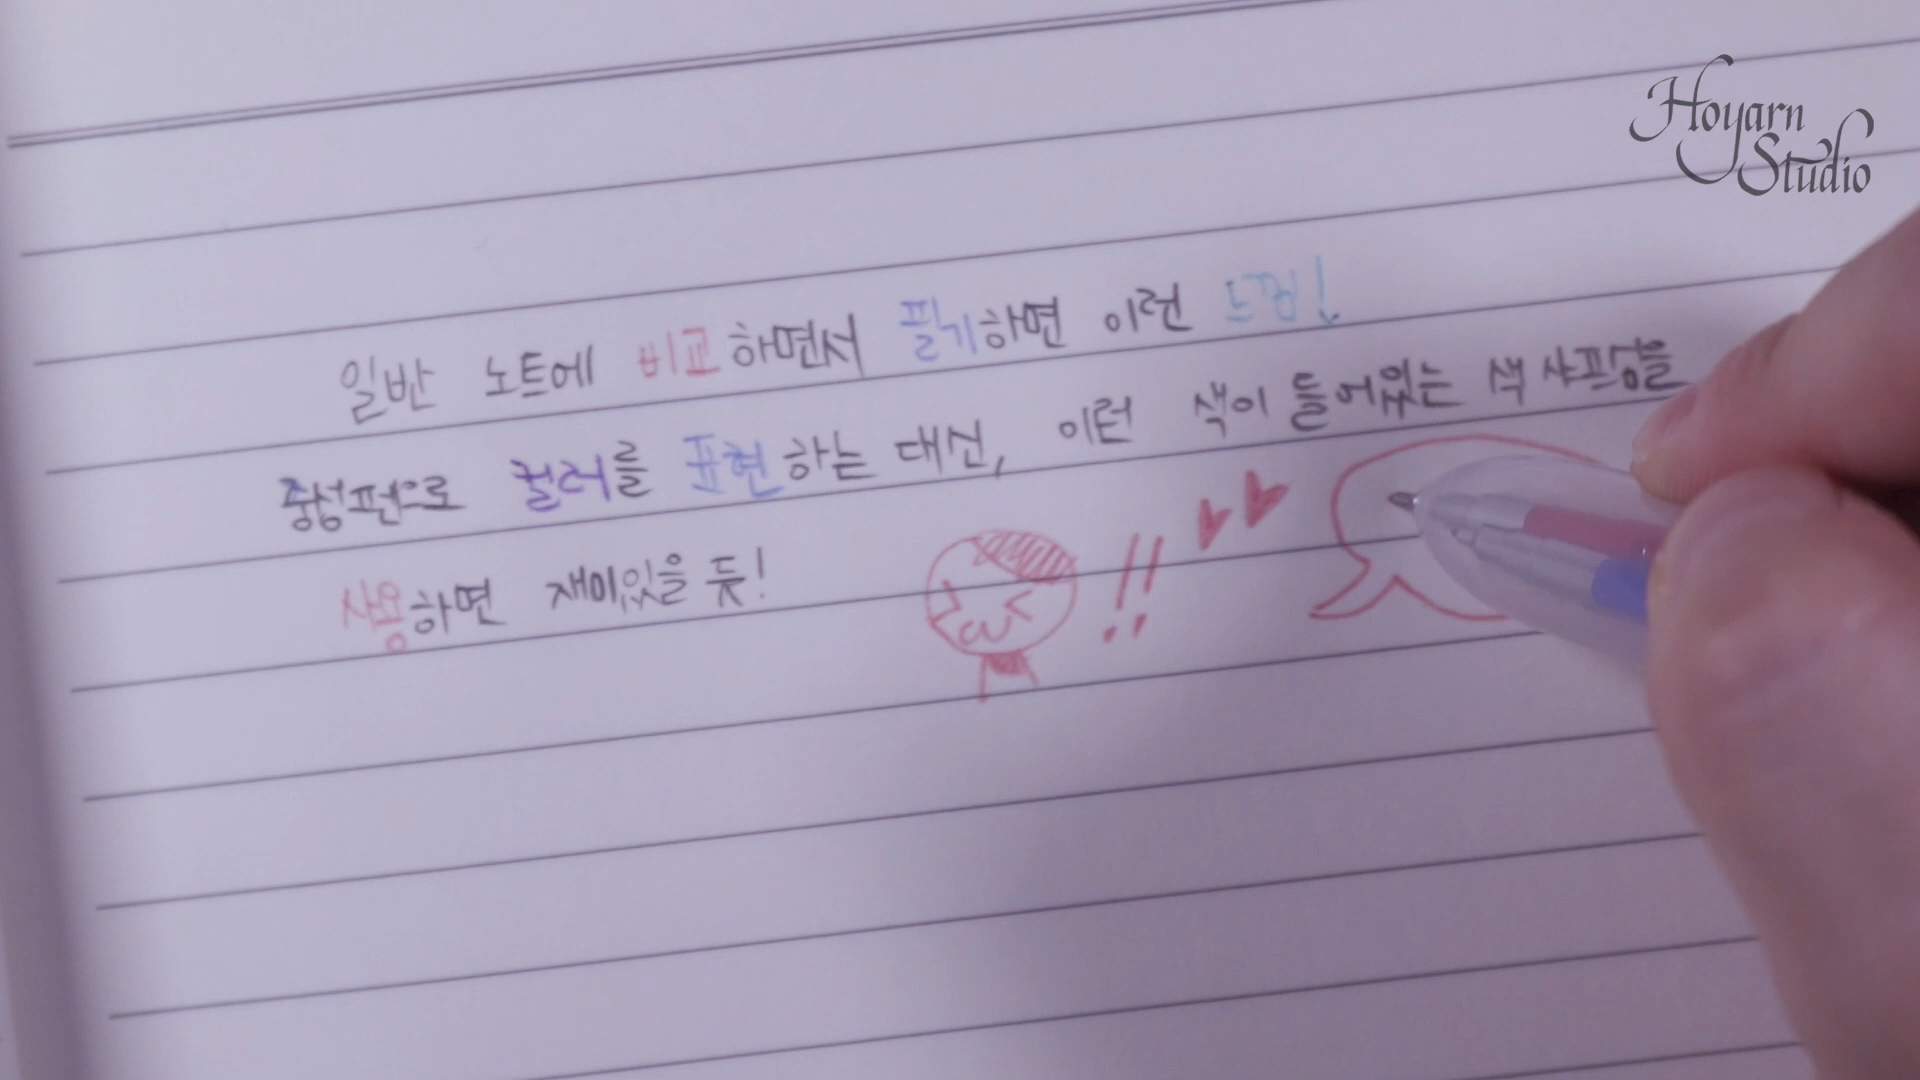 Hoyarn
Studio
일반 노트에 비교하면서 필기하면 이런 느낌!
중성펜으로 컬러를 표현하는 대신, 이런 색이 들어있는 색 샤프심을
사용하면 재미있을 듯!
!!